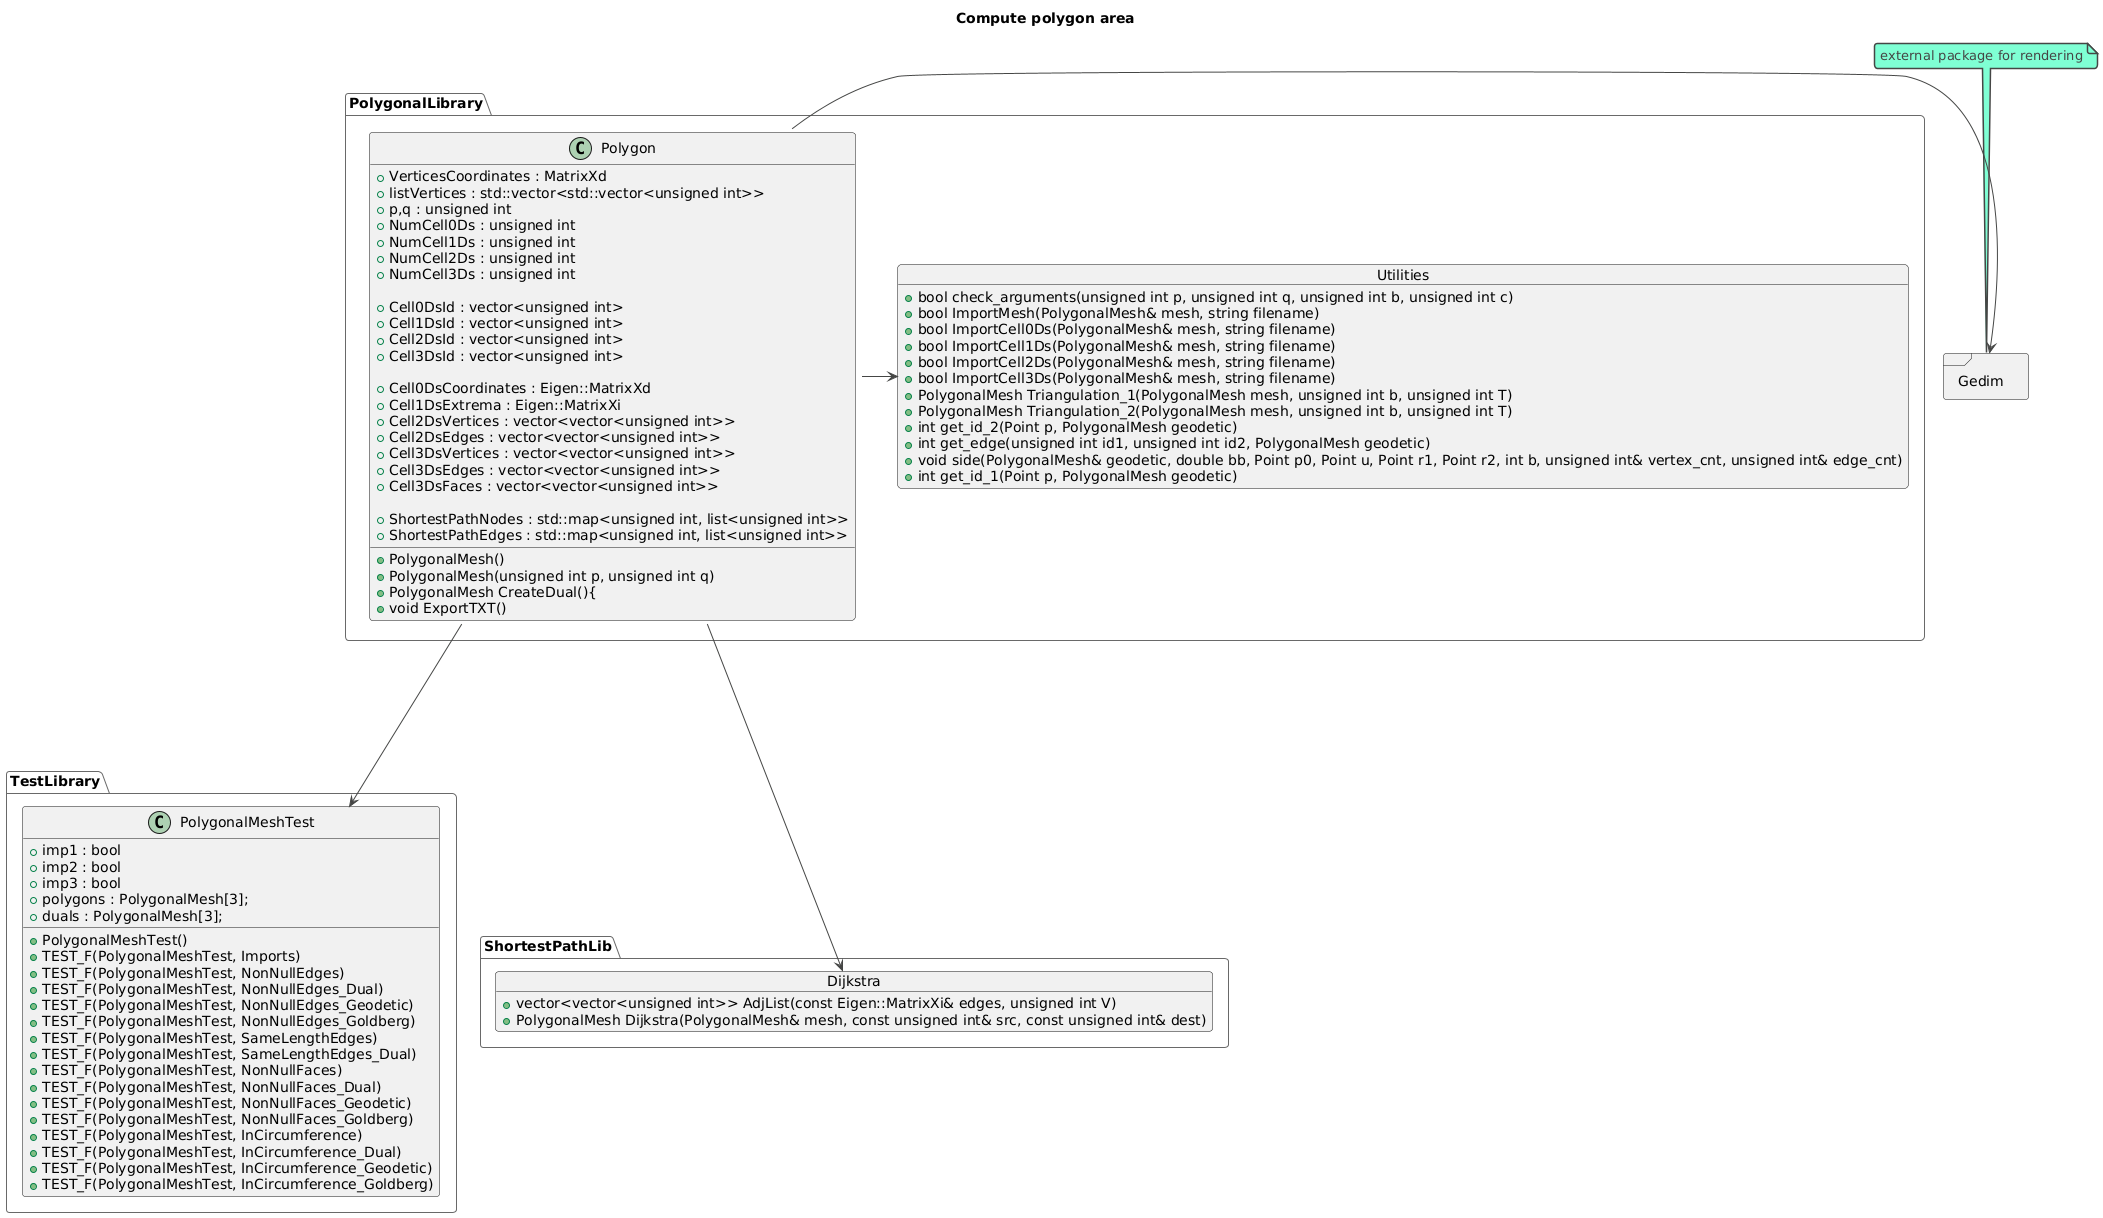 Compute polygon area
external package for rendering
PolygonalLibrary
C Polygon
VerticesCoordinates : MatrixXd
listVertices : std::vector<std::vector<unsigned int>>
p,q : unsigned int
NumCell0Ds : unsigned int
NumCell1Ds : unsigned int
NumCell2Ds : unsigned int
NumCell3Ds : unsigned int
Cell0DsId : vector<unsigned int>
Cell1DsId : vector<unsigned int>
Cell2DsId : vector<unsigned int>
Cell3DsId : vector<unsigned int>
Cell0DsCoordinates : Eigen::MatrixXd
Cell1DsExtrema : Eigen::MatrixXi
Cell2DsVertices : vector<vector<unsigned int>>
Cell2DsEdges : vector<vector<unsigned int>>
Cell3DsVertices : vector<vector<unsigned int>>
Cell3DsEdges : vector<vector<unsigned int>>
Cell3DsFaces : vector<vector<unsigned int>>
ShortestPathNodes : std::map<unsigned int, list<unsigned int>>
ShortestPathEdges : std::map<unsigned int, list<unsigned int>>
PolygonalMesh()
PolygonalMesh(unsigned int p, unsigned int q)
PolygonalMesh CreateDual(){
void ExportTXT()
Utilities
bool check_arguments(unsigned int p, unsigned int q, unsigned int b, unsigned int c)
bool ImportMesh(PolygonalMesh& mesh, string filename)
bool ImportCell0Ds(PolygonalMesh& mesh, string filename)
bool ImportCell1Ds(PolygonalMesh& mesh, string filename)
bool ImportCell2Ds(PolygonalMesh& mesh, string filename)
bool ImportCell3Ds(PolygonalMesh& mesh, string filename)
PolygonalMesh Triangulation_1(PolygonalMesh mesh, unsigned int b, unsigned int T)
PolygonalMesh Triangulation_2(PolygonalMesh mesh, unsigned int b, unsigned int T)
int get_id_2(Point p, PolygonalMesh geodetic)
int get_edge(unsigned int id1, unsigned int id2, PolygonalMesh geodetic)
void side(PolygonalMesh& geodetic, double bb, Point p0, Point u, Point r1, Point r2, int b, unsigned int& vertex_cnt, unsigned int& edge_cnt)
int get_id_1(Point p, PolygonalMesh geodetic)
Gedim
TestLibrary
C PolygonalMeshTest
imp1 : bool
imp2 : bool
imp3 : bool
polygons : PolygonalMesh[3];
duals : PolygonalMesh[3];
PolygonalMeshTest()
TEST_F(PolygonalMeshTest, Imports)
TEST_F(PolygonalMeshTest, NonNullEdges)
TEST_F(PolygonalMeshTest, NonNullEdges_Dual)
TEST_F(PolygonalMeshTest, NonNullEdges_Geodetic)
TEST_F(PolygonalMeshTest, NonNullEdges_Goldberg)
TEST_F(PolygonalMeshTest, SameLengthEdges)
TEST_F(PolygonalMeshTest, SameLengthEdges_Dual)
TEST_F(PolygonalMeshTest, NonNullFaces)
TEST_F(PolygonalMeshTest, NonNullFaces_Dual)
TEST_F(PolygonalMeshTest, NonNullFaces_Geodetic)
TEST_F(PolygonalMeshTest, NonNullFaces_Goldberg)
TEST_F(PolygonalMeshTest, InCircumference)
TEST_F(PolygonalMeshTest, InCircumference_Dual)
TEST_F(PolygonalMeshTest, InCircumference_Geodetic)
TEST_F(PolygonalMeshTest, InCircumference_Goldberg)
ShortestPathLib
Dijkstra
vector<vector<unsigned int>> AdjList(const Eigen::MatrixXi& edges, unsigned int V)
PolygonalMesh Dijkstra(PolygonalMesh& mesh, const unsigned int& src, const unsigned int& dest)